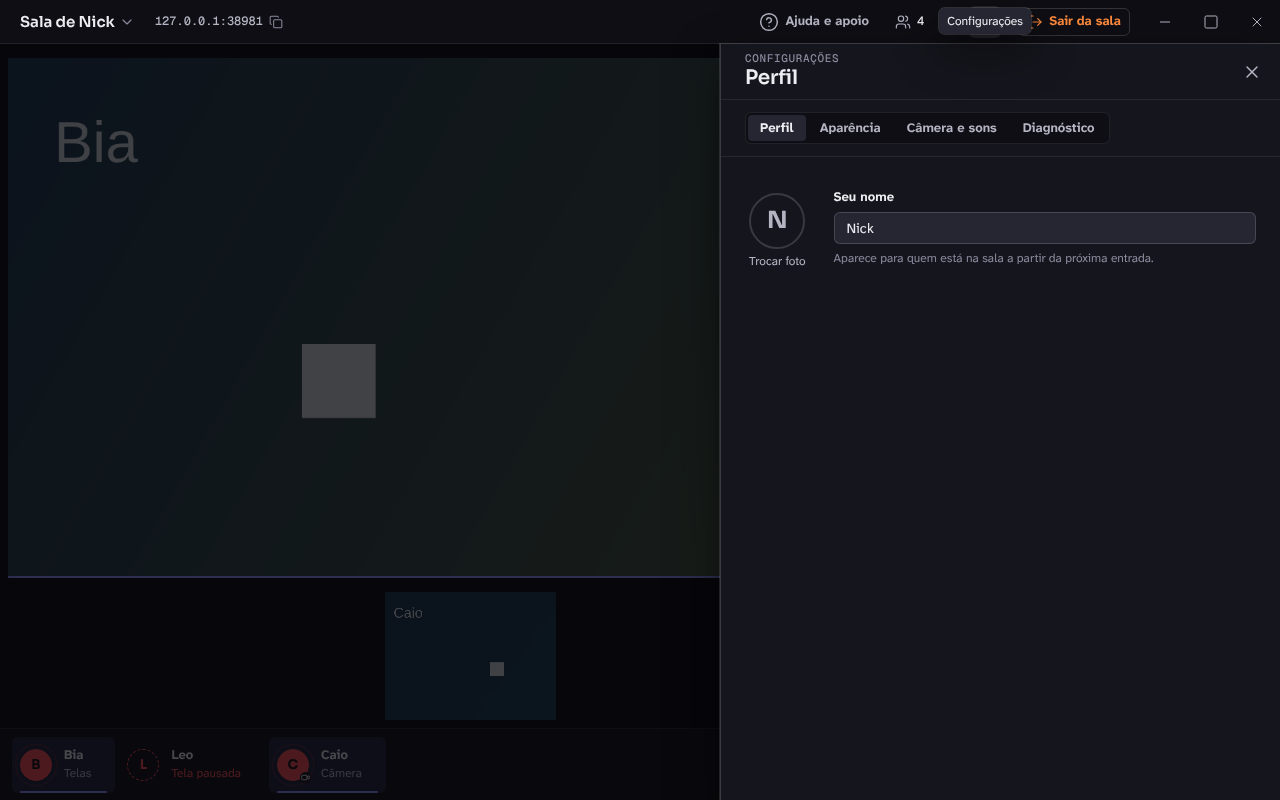 Sala de Nick
127.0.0.1:38981
Ajuda e apoio
4
Configurações
Sair da sala
CONFIGURAÇÕES
Perfil
Perfil
Aparência
Câmera e sons
Diagnóstico
N
Trocar foto
Seu nome
Nick
Aparece para quem está na sala a partir da próxima entrada.
Bia
Caio
B
Bia
Telas
L
Leo
Tela pausada
C
Caio
Câmera